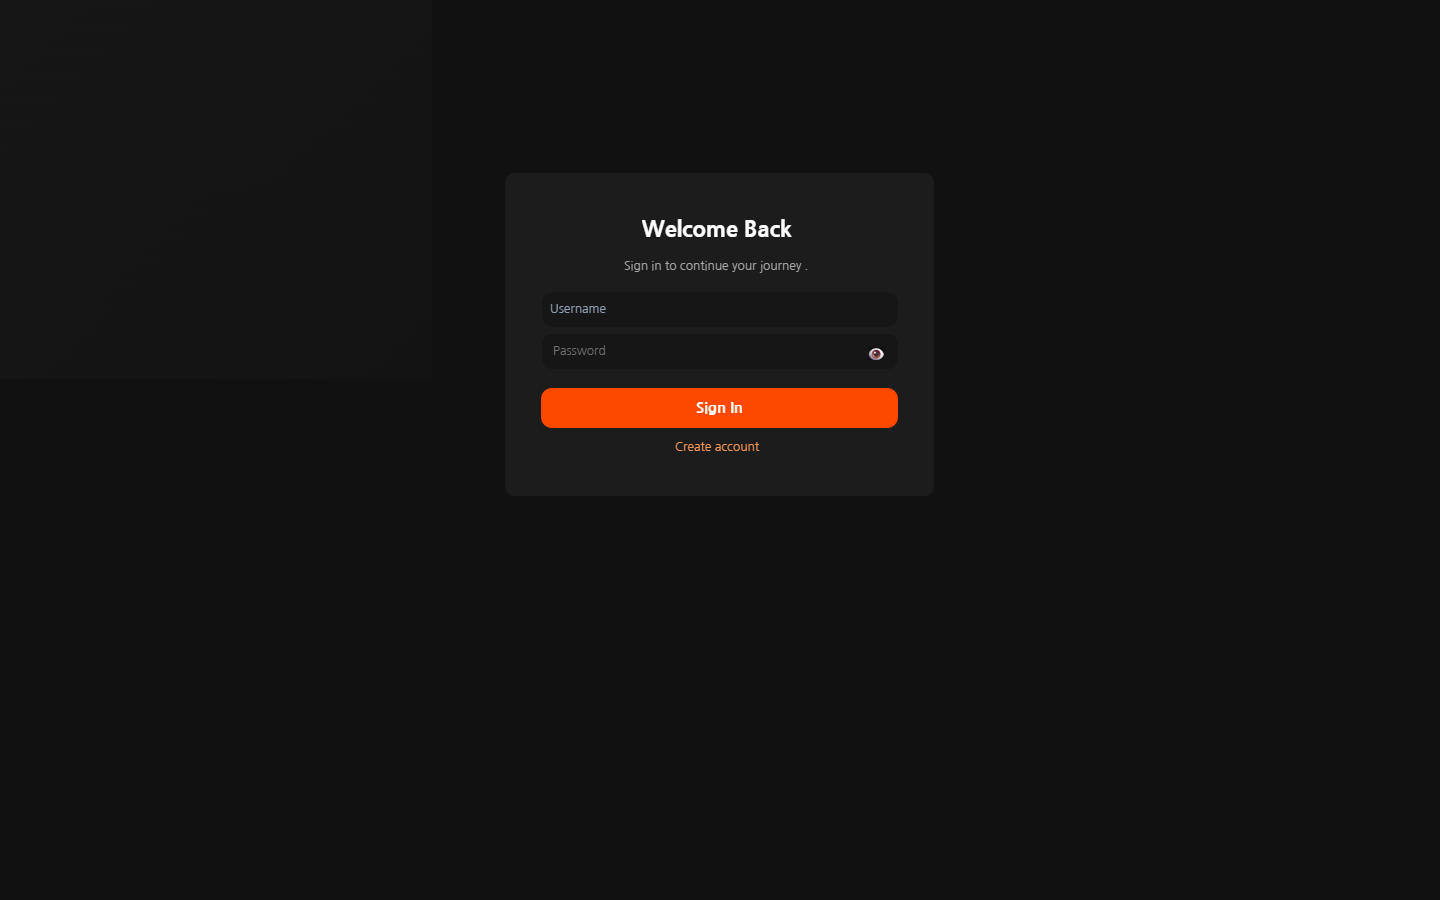 Welcome Back
Sign in to continue your journey .
Username
Password
Sign In
Create account